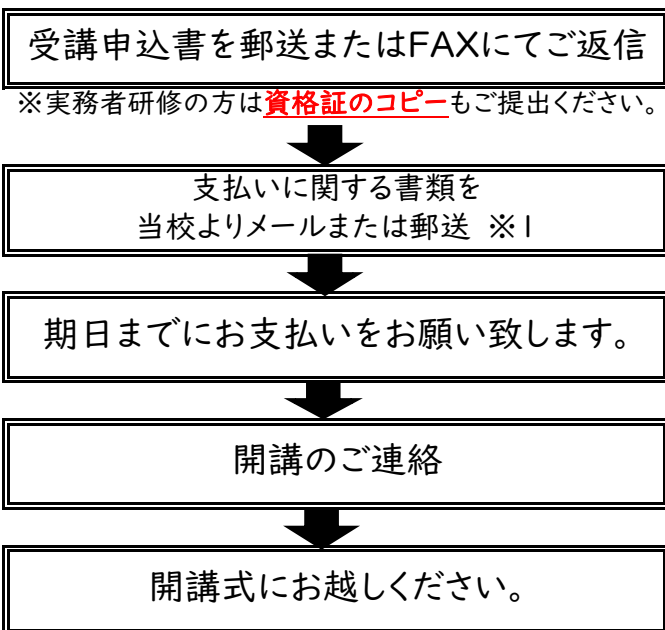 受講申込書を郵送またはFAXにてご返信
※実務者研修の方は資格証のコピーもご提出ください。
支払いに関する書類を
当校よりメールまたは郵送 ※1
期日までにお支払いをお願い致します。
開講のご連絡
開講式にお越しください。